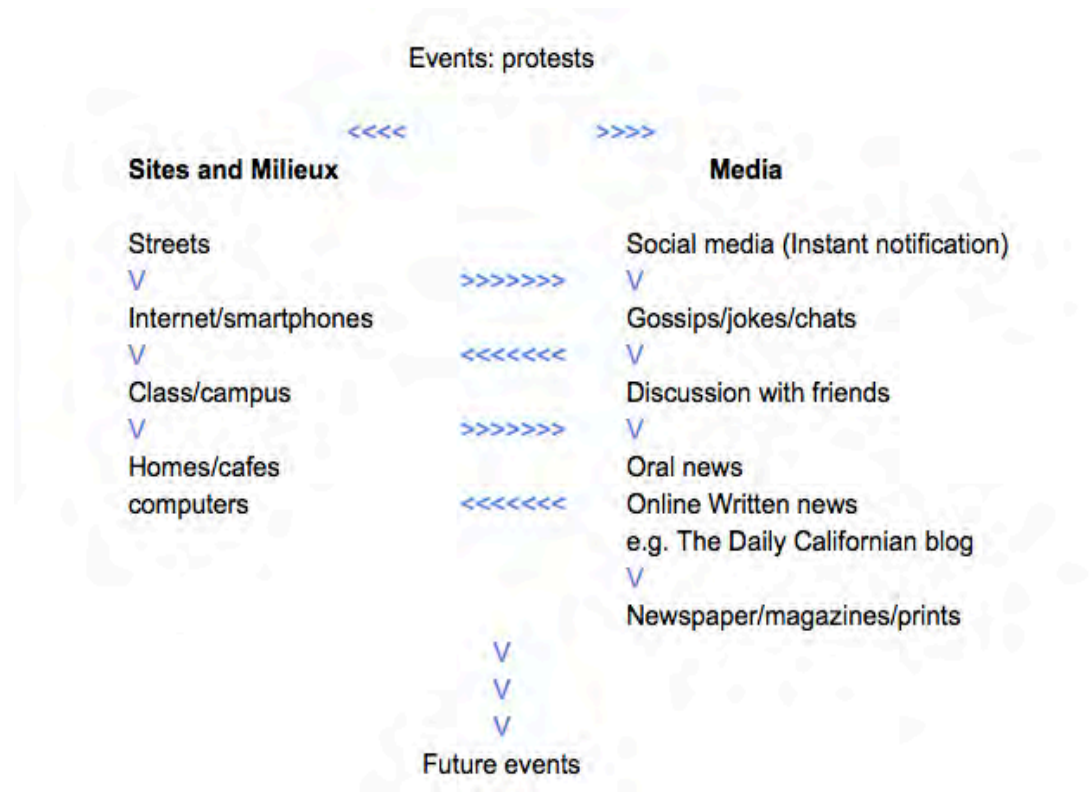 Events: protests
<<<< >>>>
Sites and Milieux Media
Streets Social media (Instant notification)
V >>>>>>> V
Internet/smartphones Gossips/jokes/chats
V <<<<<<< V
Class/campus Discussion with friends
V >>>>>>> V
Homes/cafes Oral news
computers <<<<<<< Online Written news
e.g. The Daily Californian blog
V
Newspaper/magazines/prints
V
V
V
Future events